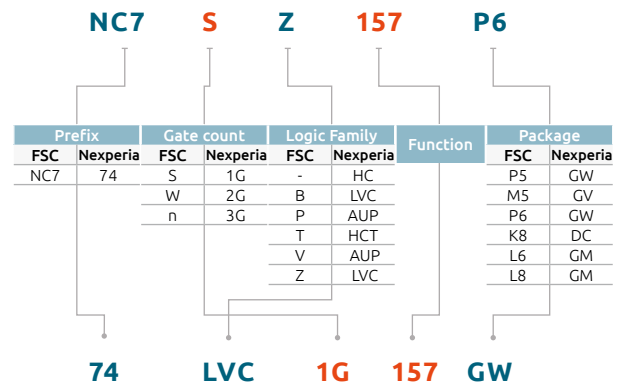 NC7 S Z 157 P6
Prefix Gate count Logic Family Function Package
FSC Nexperia FSC Nexperia FSC Nexperia FSC Nexperia
NC7 74 S 1G - HC P5 GW
W 2G B LVC M5 GV
n 3G P AUP P6 GW
T HCT K8 DC
V AUP L6 GM
Z LVC L8 GM
74 LVC 1G 157 GW